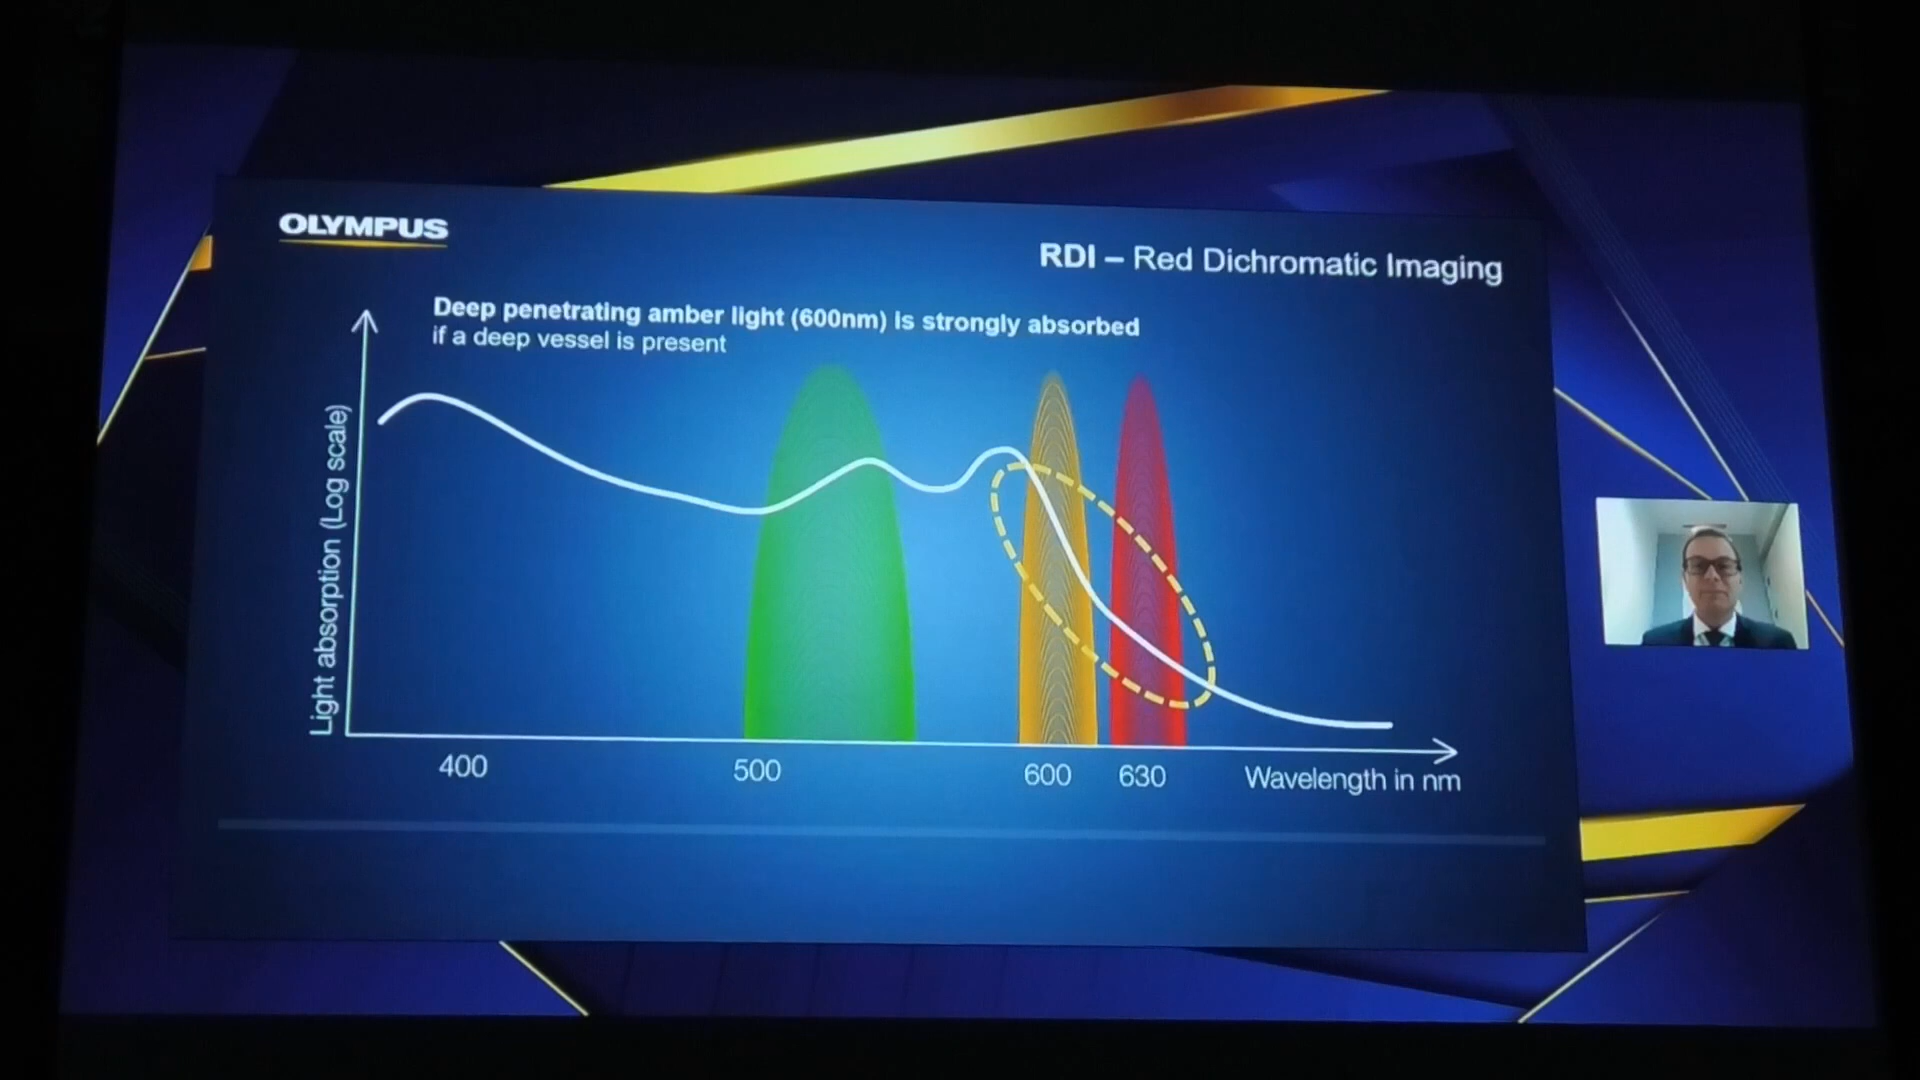 OLYMPUS
RDI – Red Dichromatic Imaging
Deep penetrating amber light (600nm) is strongly absorbed
if a deep vessel is present
Light absorption (Log scale)
400
500
600
630
Wavelength in nm